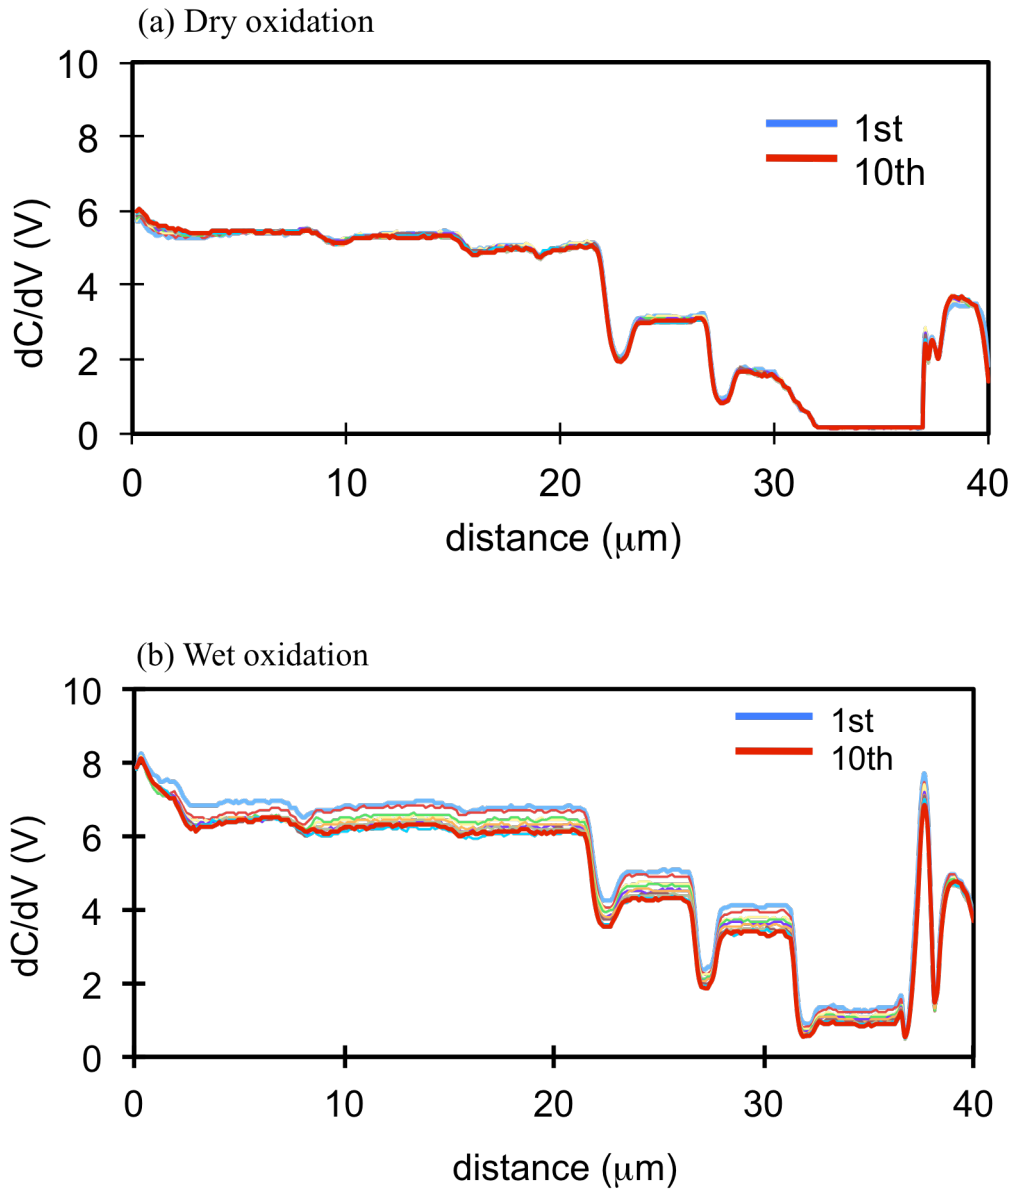 (a) Dry oxidation
10
8
6
4
2
0
dC/dV (V)
1st
10th
0 10 20 30 40
distance (μm)
(b) Wet oxidation
10
8
6
4
2
0
dC/dV (V)
1st
10th
0 10 20 30 40
distance (μm)